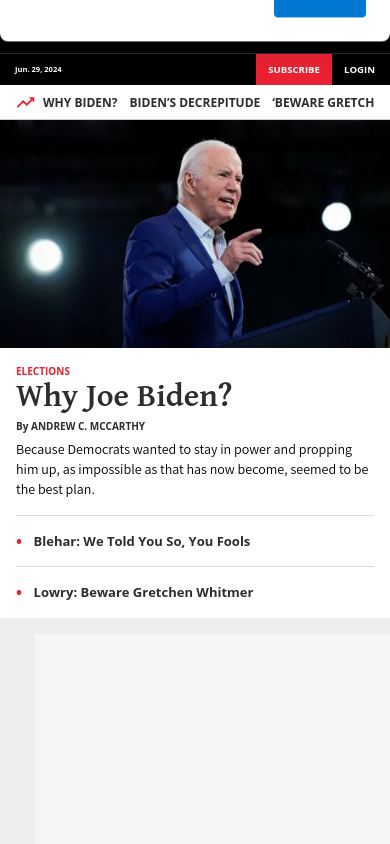 Jun. 29, 2024
SUBSCRIBE
LOGIN
WHY BIDEN? BIDEN’S DECREPITUDE ‘BEWARE GRETCH
ELECTIONS
Why Joe Biden?
By ANDREW C. MCCARTHY
Because Democrats wanted to stay in power and propping
him up, as impossible as that has now become, seemed to be
the best plan.
• Blehar: We Told You So, You Fools
• Lowry: Beware Gretchen Whitmer